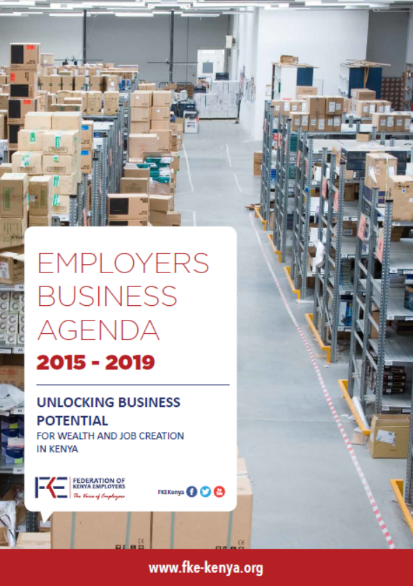 EMPLOYERS
BUSINESS
AGENDA
2015 - 2019
UNLOCKING BUSINESS
POTENTIAL
FOR WEALTH AND JOB CREATION
IN KENYA
FKE
FEDERATION OF
KENYA EMPLOYERS
The Voice of Employers
FKEKenya
www.fke-kenya.org